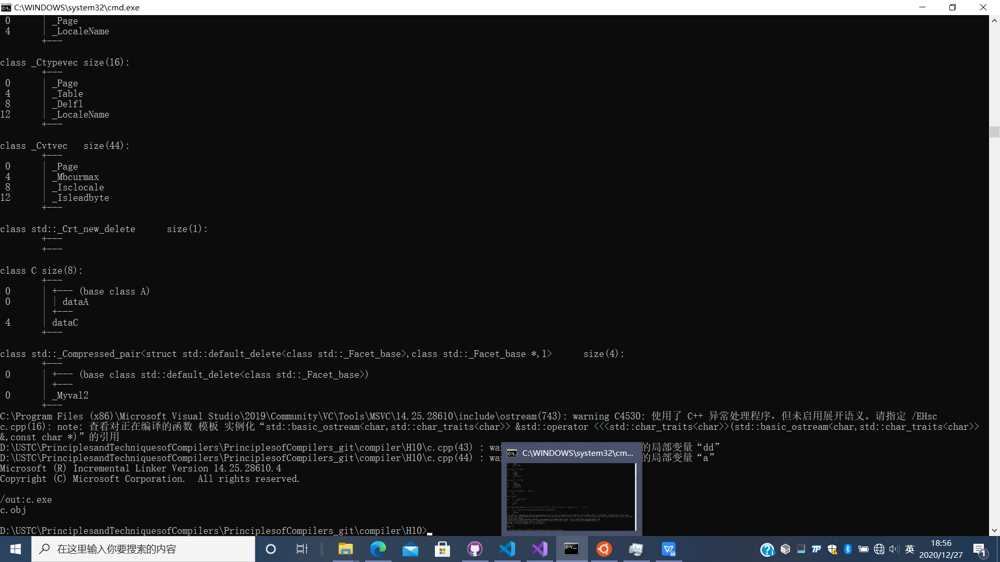 C:\WINDOWS\system32\cmd.exe
0 | _Page
4 | _LocaleName
+---
class _Ctypevec size(16):
+---
0 | _Page
4 | _Table
8 | _Delfl
12 | _LocaleName
+---
class _Cvtvec size(44):
+---
0 | _Page
4 | _Mbcurmax
8 | _Isclocale
12 | _Isleadbyte
+---
class std::_Crt_new_delete size(1):
+---
+---
class C size(8):
+---
0 | +--- (base class A)
0 | | dataA
| +---
4 | dataC
+---
class std::_Compressed_pair<struct std::default_delete<class std::_Facet_base>,class std::_Facet_base *,1> size(4):
+---
0 | +--- (base class std::default_delete<class std::_Facet_base>)
| +---
0 | _Myval2
+---
C:\Program Files (x86)\Microsoft Visual Studio\2019\Community\VC\Tools\MSVC\14.25.28610\include\ostream(743): warning C4530: 使用了 C++ 异常处理程序，但未启用展开语义。请指定 /EHsc
c.cpp(16): note: 查看对正在编译的函数 模板 实例化“std::basic_ostream<char,std::char_traits<char>> &std::operator <<<std::char_traits<char>>(std::basic_ostream<char,std::char_traits<char>>
&,const char *)”的引用
D:\USTC\PrinciplesandTechniquesofCompilers\PrinciplesofCompilers_git\compiler\H10\c.cpp(43) : wa 的局部变量“dd”
D:\USTC\PrinciplesandTechniquesofCompilers\PrinciplesofCompilers_git\compiler\H10\c.cpp(44) : wa 的局部变量“a”
Microsoft (R) Incremental Linker Version 14.25.28610.4
Copyright (C) Microsoft Corporation. All rights reserved.
/out:c.exe
c.obj
D:\USTC\PrinciplesandTechniquesofCompilers\PrinciplesofCompilers_git\compiler\H10>
C:\WINDOWS\system32\cm...
在这里输入你要搜索的内容
英
18:56
2020/12/27
1